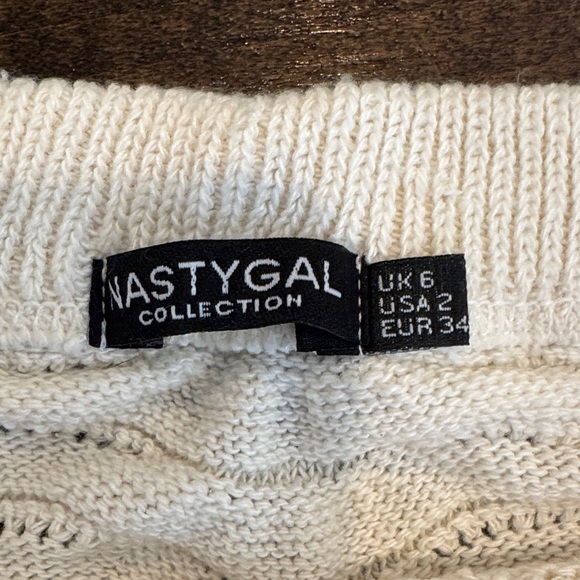 NASTYGAL
COLLECTION
UK 6
USA 2
EUR 34